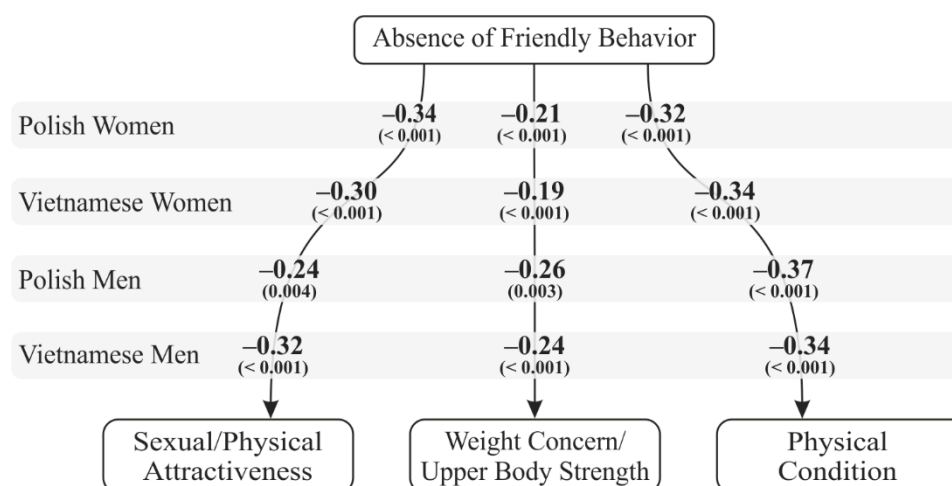 Absence of Friendly Behavior
Polish Women
–0.34
(< 0.001)
–0.21
(< 0.001)
–0.32
(< 0.001)
Vietnamese Women
–0.30
(< 0.001)
–0.19
(< 0.001)
–0.34
(< 0.001)
Polish Men
–0.24
(0.004)
–0.26
(0.003)
–0.37
(< 0.001)
Vietnamese Men
–0.32
(< 0.001)
–0.24
(< 0.001)
–0.34
(< 0.001)
Sexual/Physical
Attractiveness
Weight Concern/
Upper Body Strength
Physical
Condition